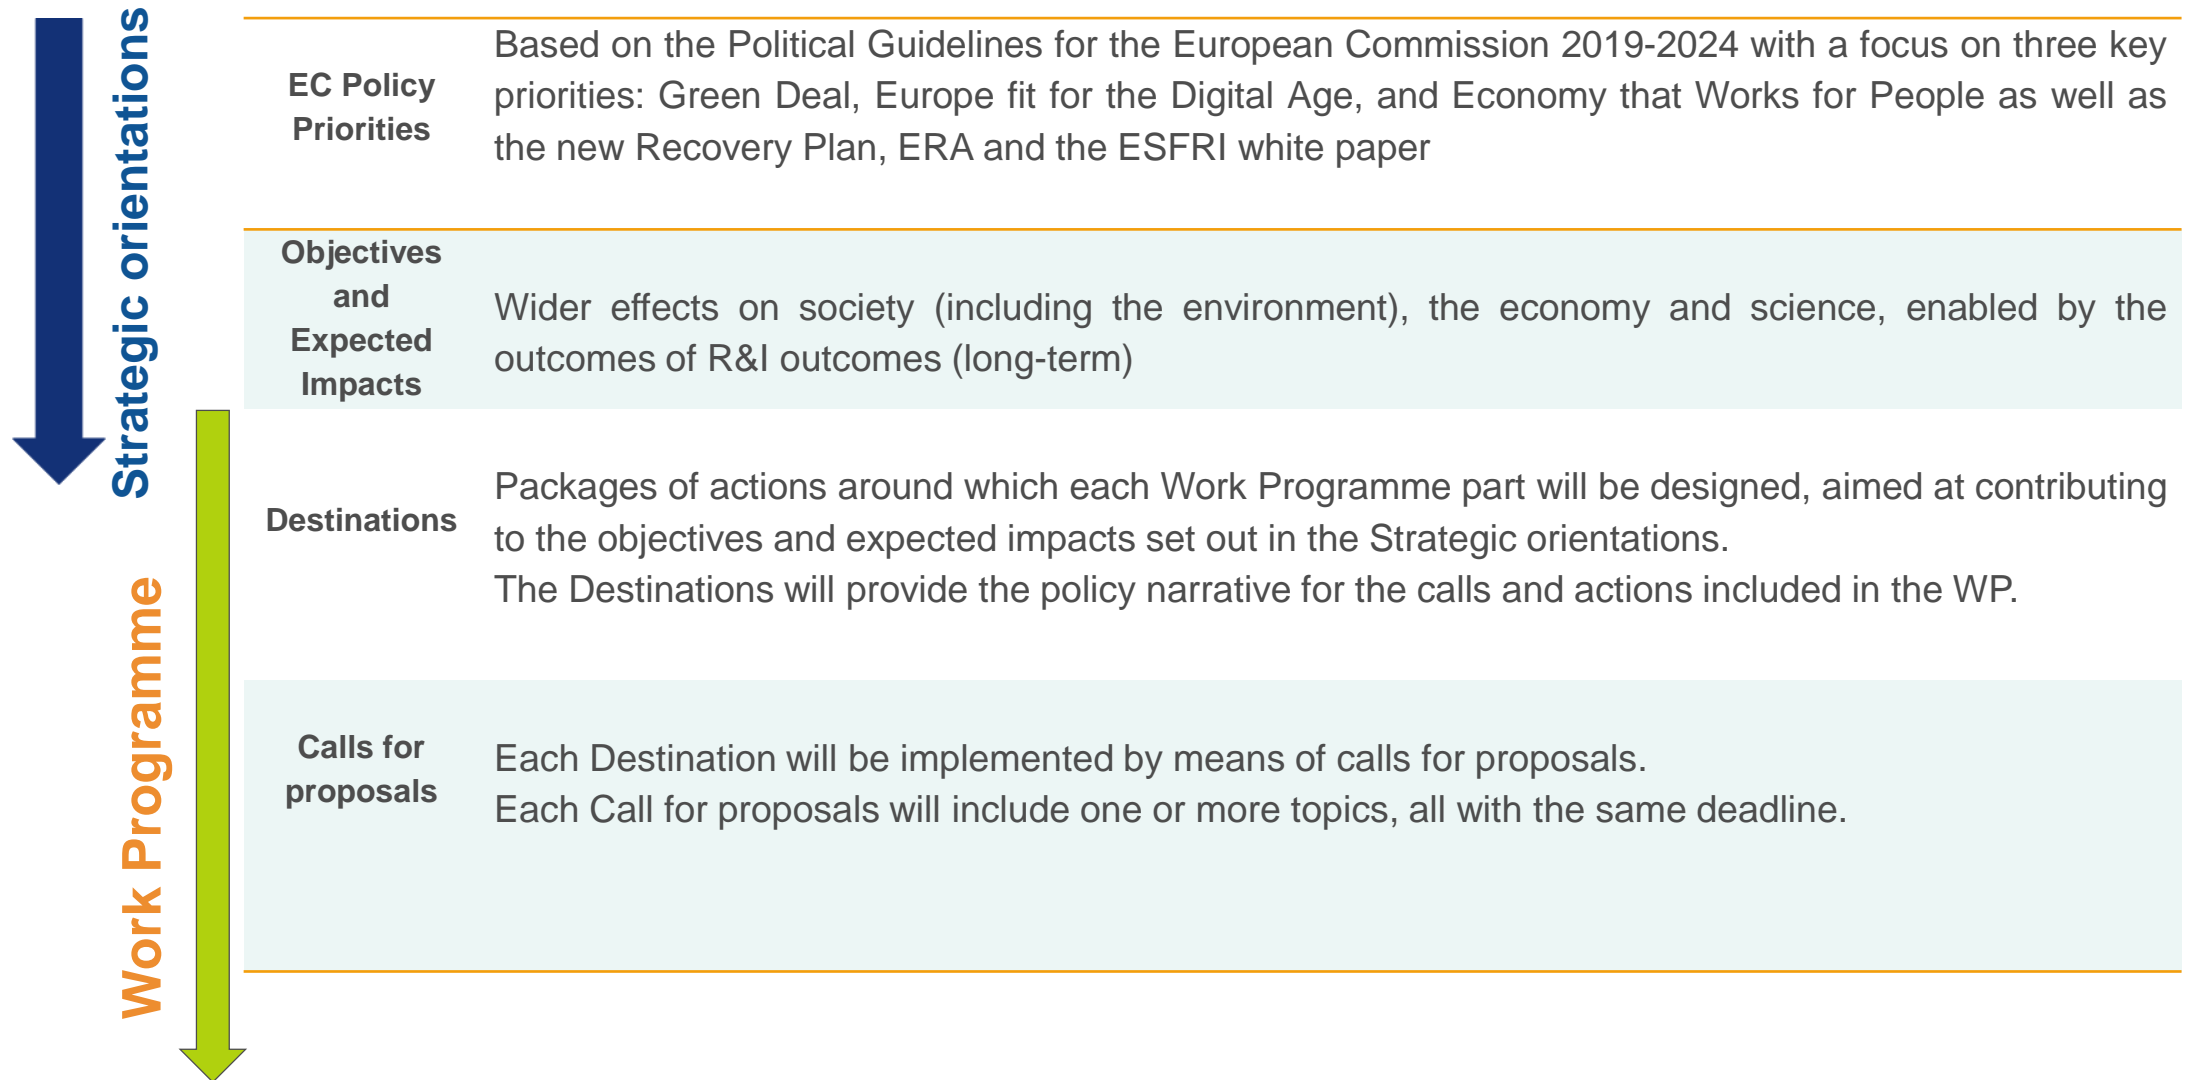 Strategic orientations
EC Policy
Priorities
Based on the Political Guidelines for the European Commission 2019-2024 with a focus on three key
priorities: Green Deal, Europe fit for the Digital Age, and Economy that Works for People as well as
the new Recovery Plan, ERA and the ESFRI white paper
Objectives
and
Expected
Impacts
Wider effects on society (including the environment), the economy and science, enabled by the
outcomes of R&I outcomes (long-term)
Work Programme
Destinations
Packages of actions around which each Work Programme part will be designed, aimed at contributing
to the objectives and expected impacts set out in the Strategic orientations.
The Destinations will provide the policy narrative for the calls and actions included in the WP.
Calls for
proposals
Each Destination will be implemented by means of calls for proposals.
Each Call for proposals will include one or more topics, all with the same deadline.